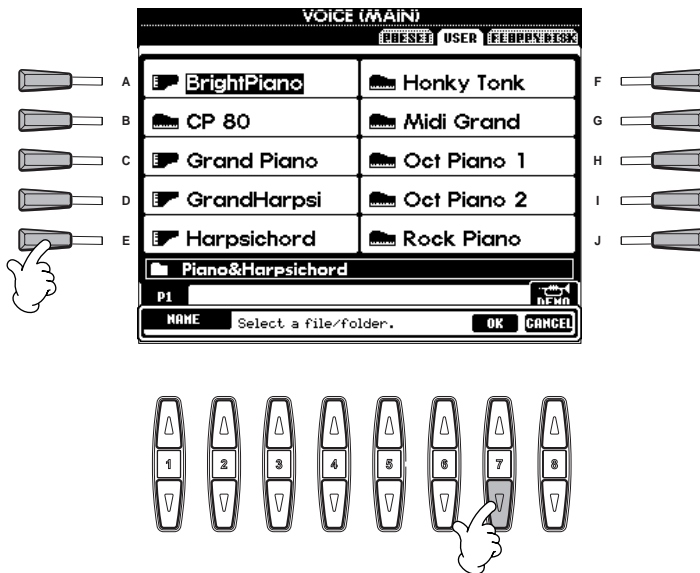 VOICE (MAIN)
PRESET USER FLOPPY DISK
A BrightPiano Honky Tonk F
B CP 80 Midi Grand G
C Grand Piano Oct Piano 1 H
D GrandHarpsi Oct Piano 2 I
E Harpsichord Rock Piano J
Piano&Harpsichord
P1 DEMO
NAME Select a file/folder. OK CANCEL
1 2 3 4 5 6 7 8